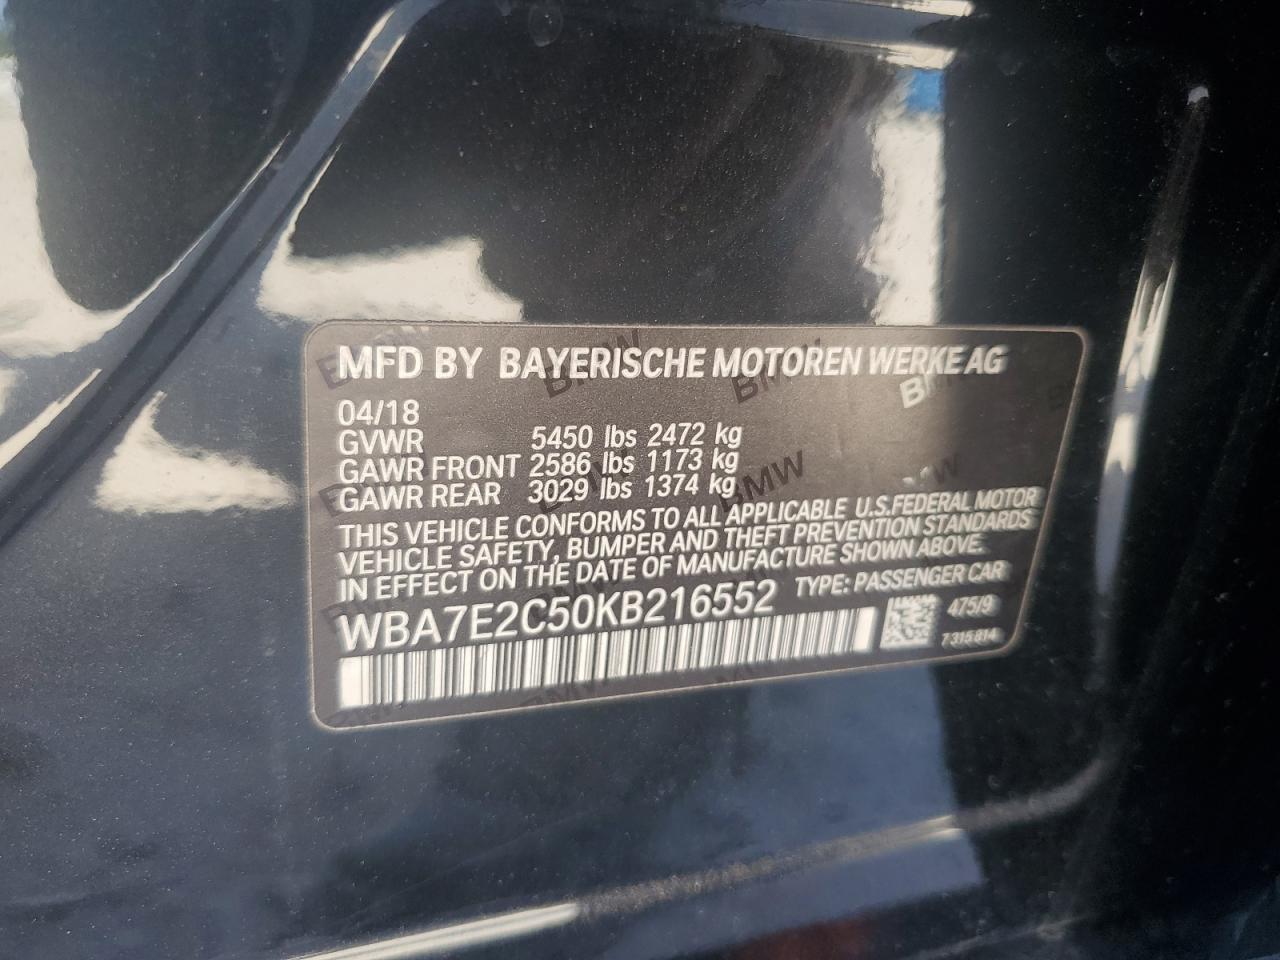 MFD BY BAYERISCHE MOTOREN WERKE AG
04/18
GVWR 5450 lbs 2472 kg
GAWR FRONT 2586 lbs 1173 kg
GAWR REAR 3029 lbs 1374 kg
THIS VEHICLE CONFORMS TO ALL APPLICABLE U.S.FEDERAL MOTOR
VEHICLE SAFETY, BUMPER AND THEFT PREVENTION STANDARDS
IN EFFECT ON THE DATE OF MANUFACTURE SHOWN ABOVE.
WBA7E2C50KB216552 TYPE: PASSENGER CAR
475/9
7315814